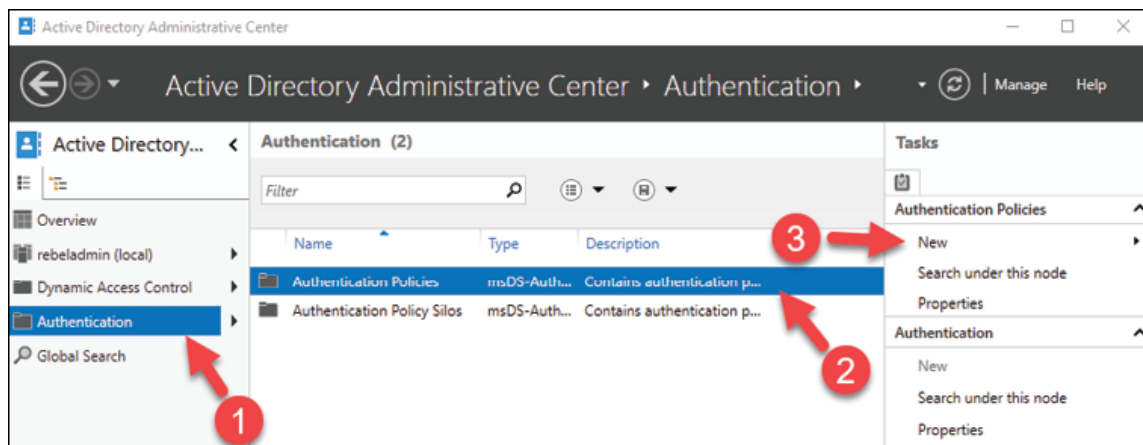 Active Directory Administrative Center
Active Directory Administrative Center • Authentication • Manage Help
Active Directory...
Overview
rebeladmin (local)
Dynamic Access Control
Authentication
Global Search
1
Authentication (2)
Filter
Name Type Description
Authentication Policies msDS-Auth... Contains authentication p...
Authentication Policy Silos msDS-Auth... Contains authentication p...
2
3
Tasks
Authentication Policies
New
Search under this node
Properties
Authentication
New
Search under this node
Properties